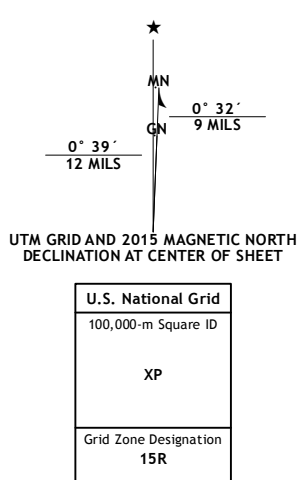 ★
MN
0° 32´
9 MILS
GN
0° 39´
12 MILS
UTM GRID AND 2015 MAGNETIC NORTH
DECLINATION AT CENTER OF SHEET
U.S. National Grid
100,000-m Square ID
XP
Grid Zone Designation
15R